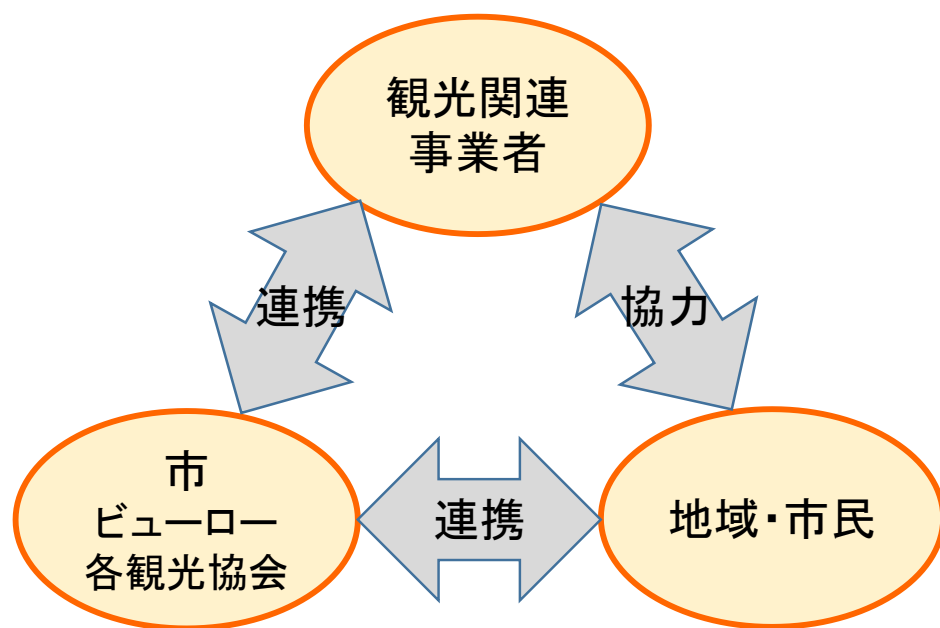 観光関連
事業者
連携
協力
市
ビューロー
各観光協会
連携
地域・市民